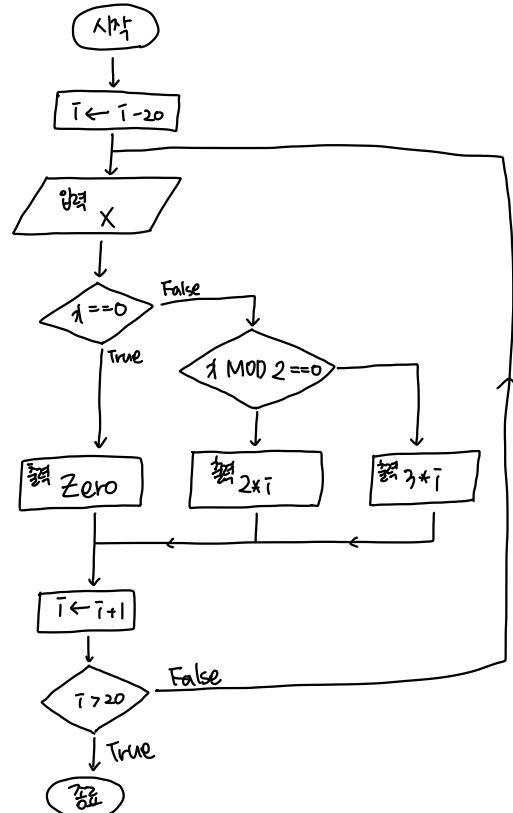 시작
i ← i-20
입력
X
x==0
False
True
x MOD 2 ==0
출력 Zero
출력 2*i
출력 3*i
i ← i+1
i > 20
False
True
종료